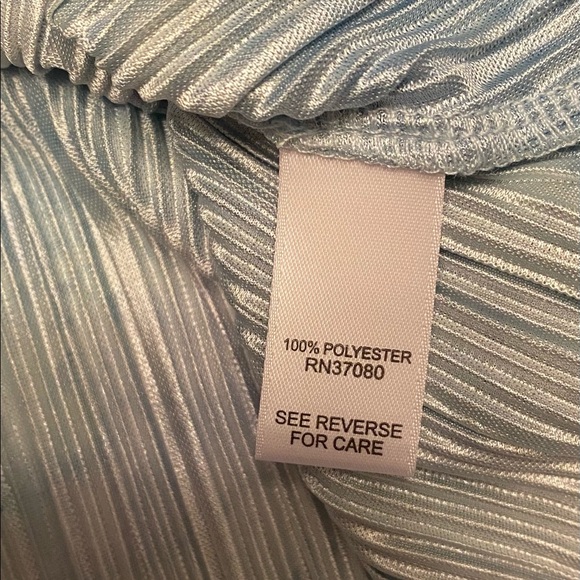 100% POLYESTER
RN37080
SEE REVERSE
FOR CARE